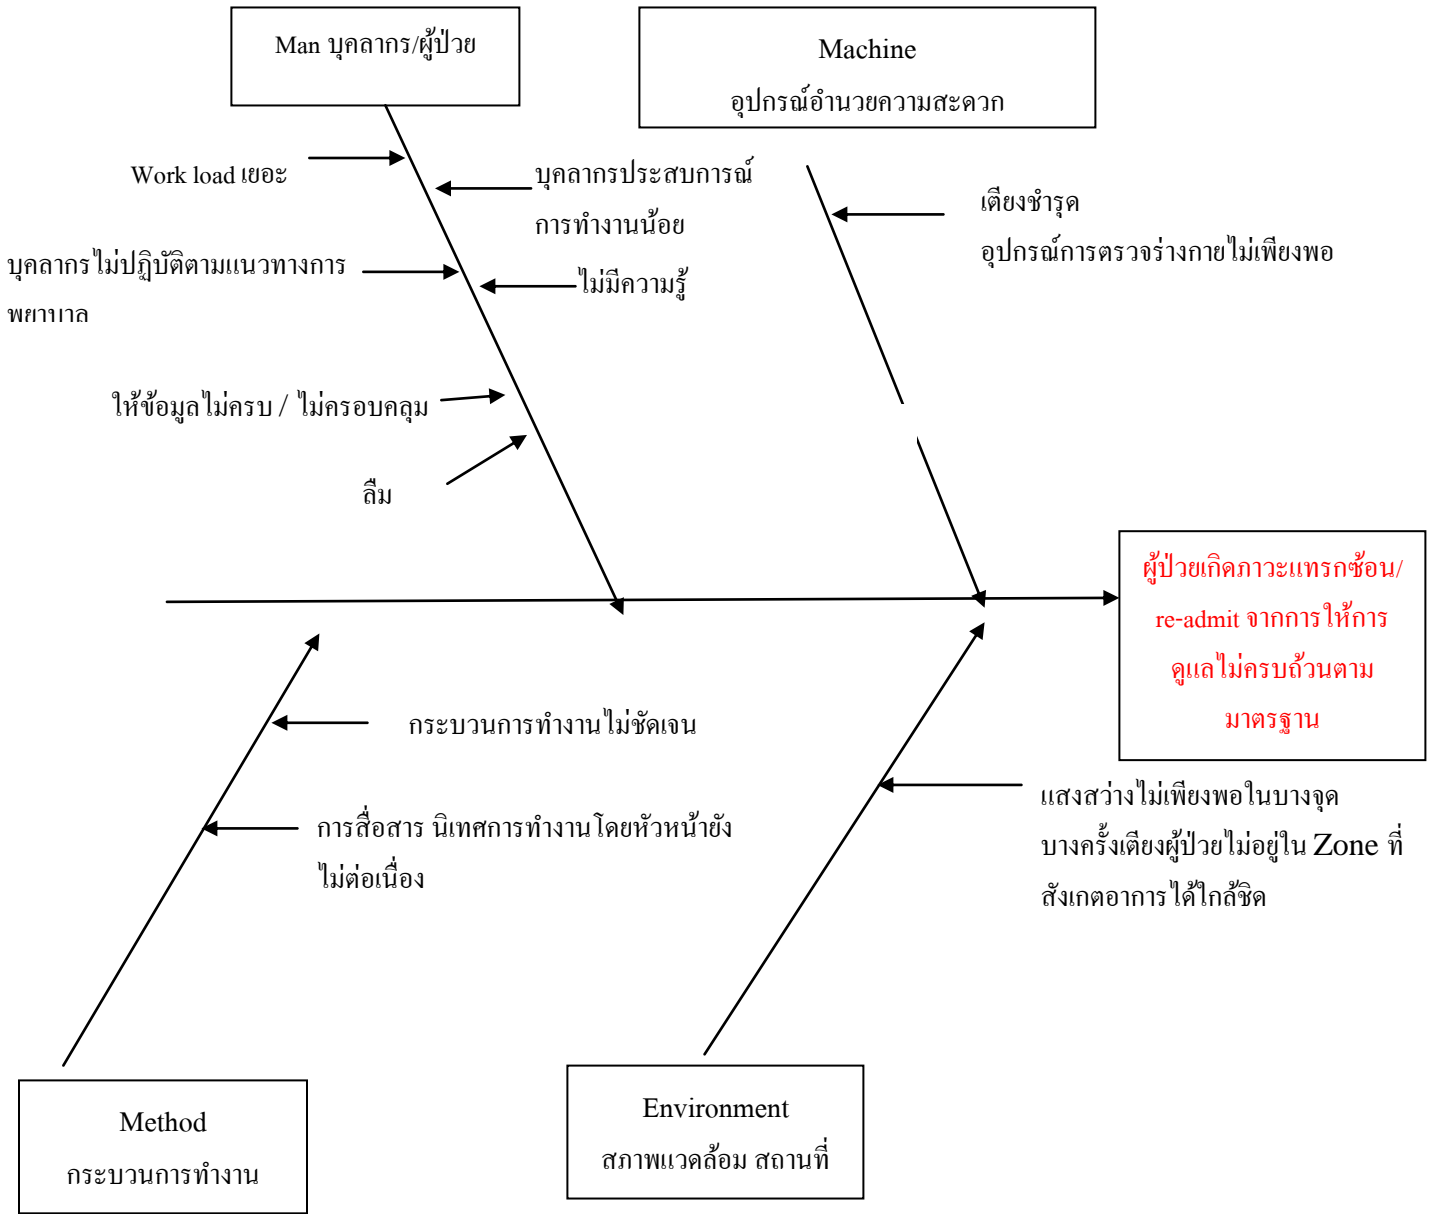 Man บุคลากร/ผู้ป่วย
Machine
อุปกรณ์อำนวยความสะดวก
Work load เยอะ
บุคลากรประสบการณ์
การทำงานน้อย
เตียงชำรุด
อุปกรณ์การตรวจร่างกายไม่เพียงพอ
บุคลากรไม่ปฏิบัติตามแนวทางการ
พยาบาล
ไม่มีความรู้
ให้ข้อมูลไม่ครบ / ไม่ครอบคลุม
ลืม
ผู้ป่วยเกิดภาวะแทรกซ้อน/
re-admit จากการให้การ
ดูแลไม่ครบถ้วนตาม
มาตรฐาน
กระบวนการทำงานไม่ชัดเจน
การสื่อสาร นิเทศการทำงานโดยหัวหน้ายัง
ไม่ต่อเนื่อง
แสงสว่างไม่เพียงพอในบางจุด
บางครั้งเตียงผู้ป่วยไม่อยู่ใน Zone ที่
สังเกตอาการได้ใกล้ชิด
Method
กระบวนการทำงาน
Environment
สภาพแวดล้อม สถานที่